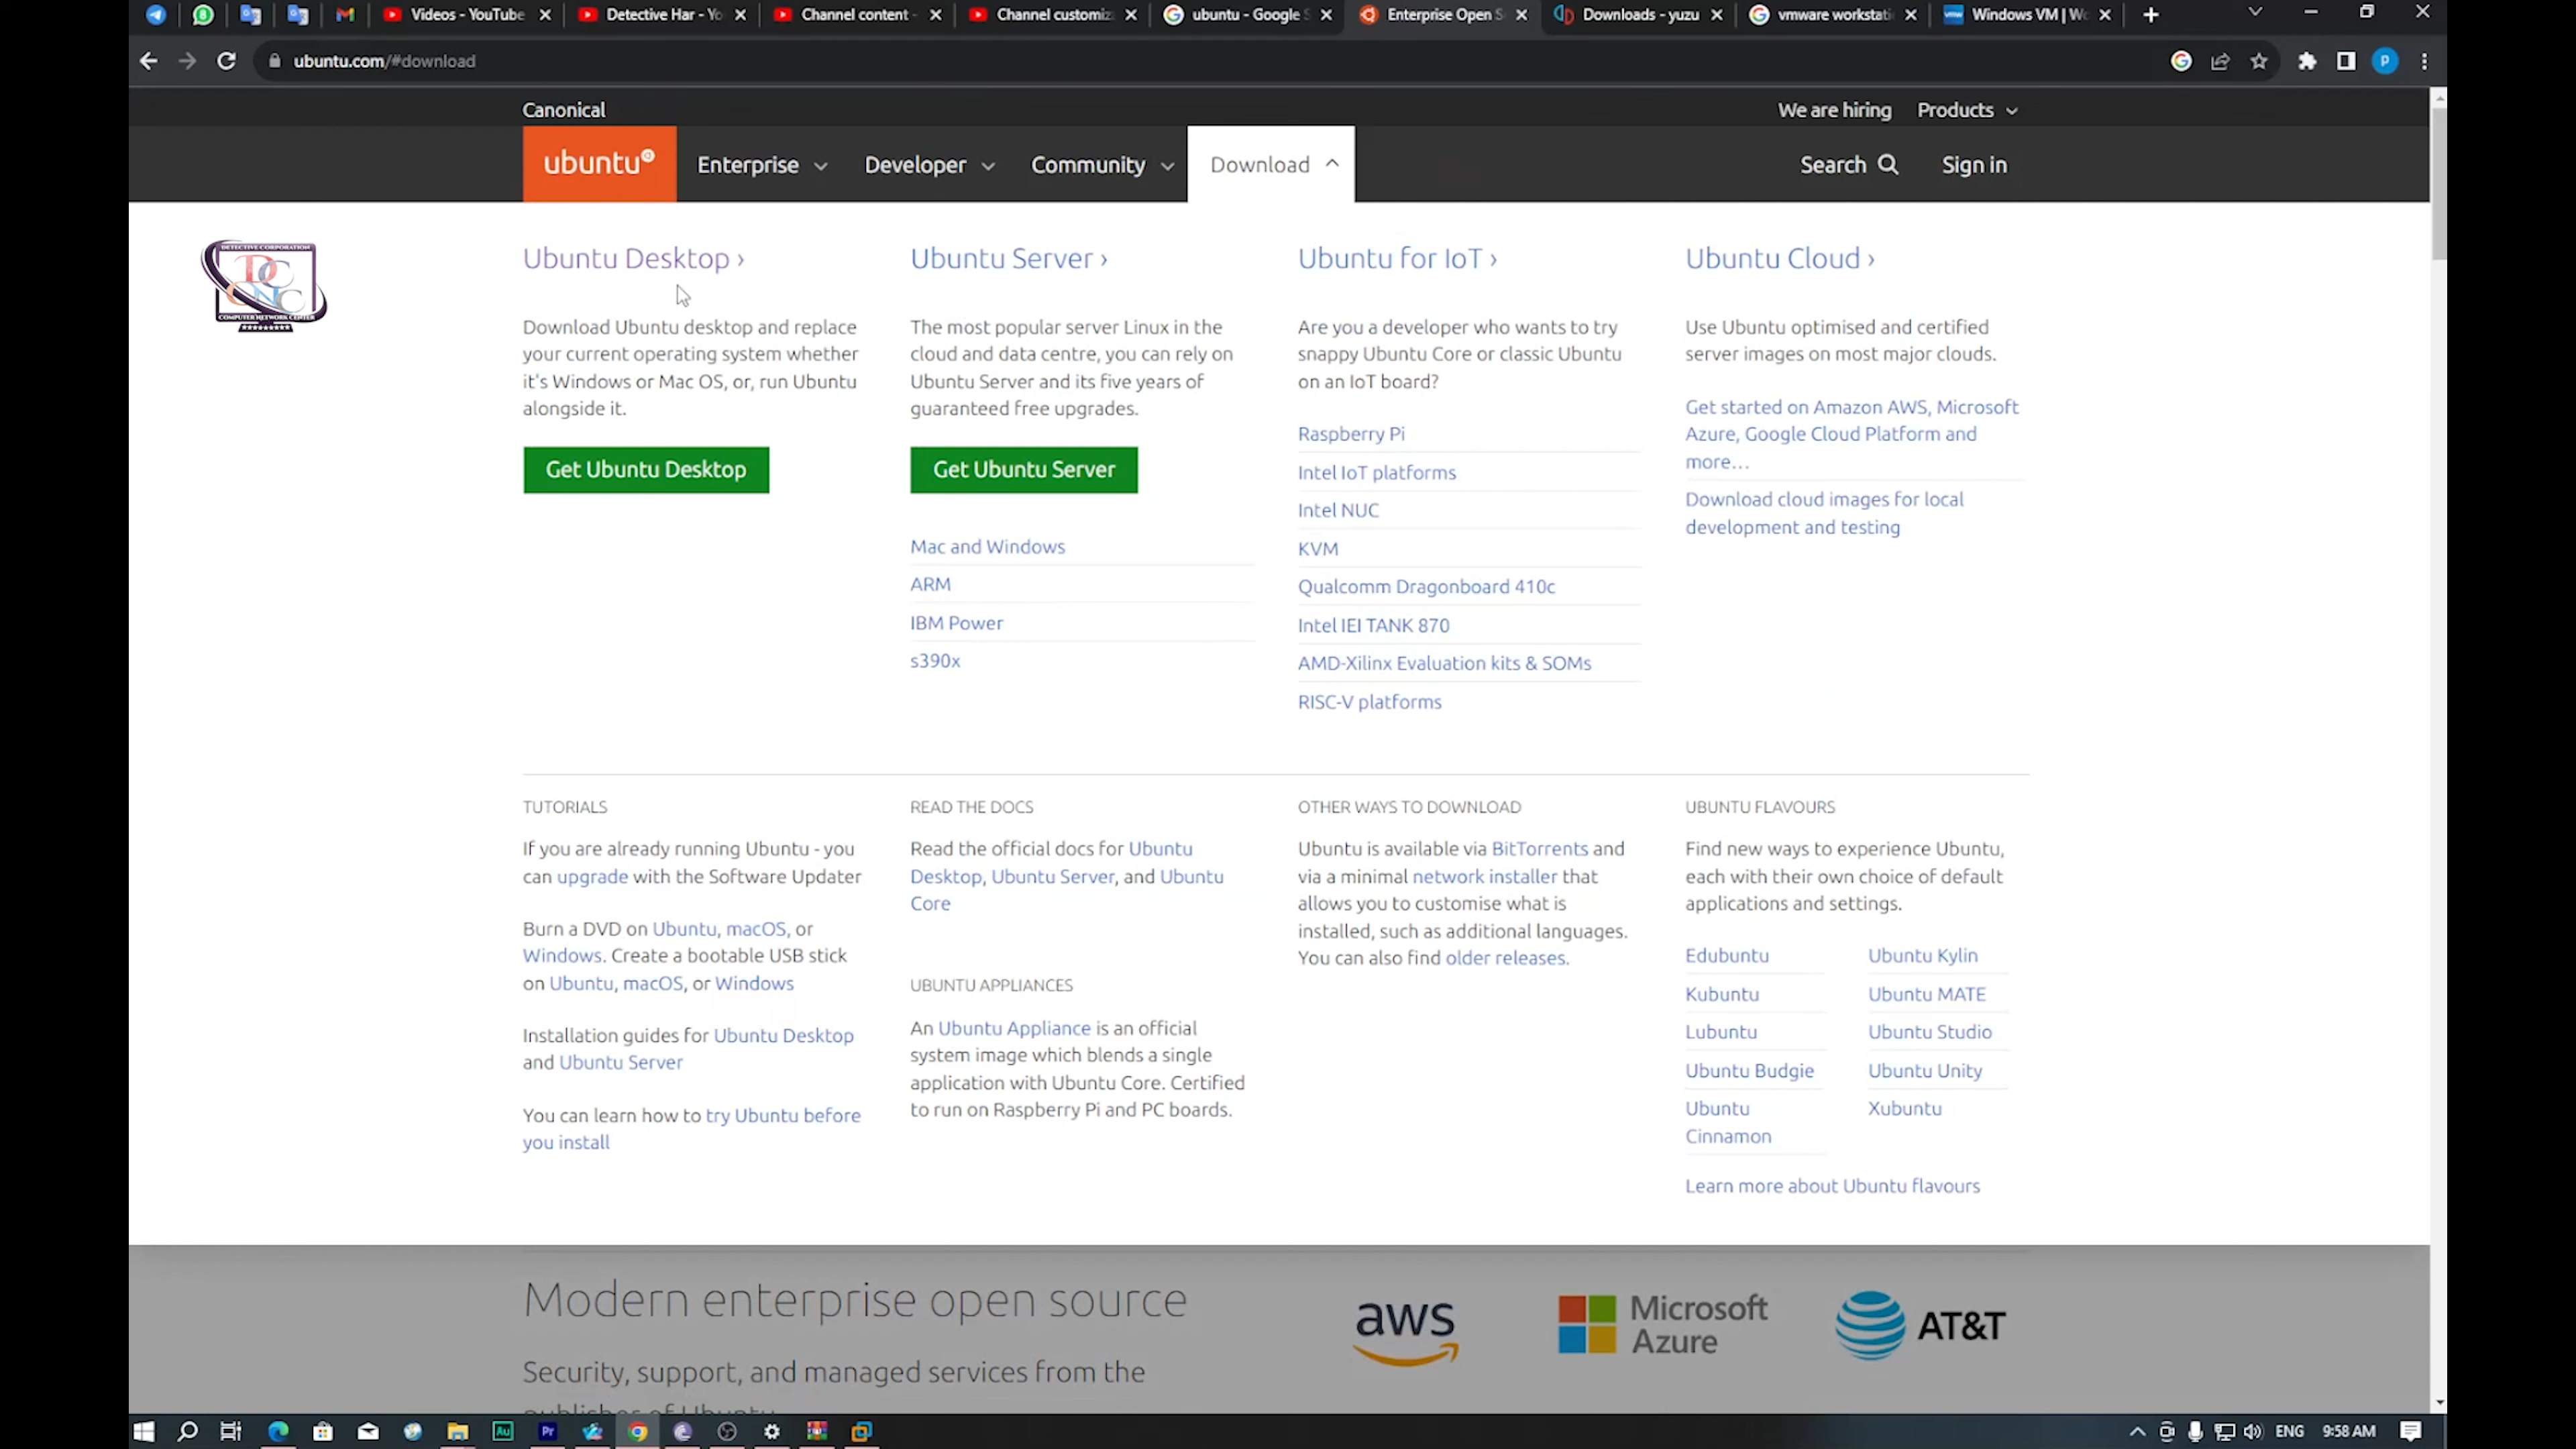 Videos - YouTube
Detective Har - Yo
Channel content -
Channel customiz
ubuntu - Google S
Enterprise Open S
Downloads - yuzu
vmware workstati
Windows VM | Wo
ubuntu.com/#download
P
Canonical
We are hiring
Products
ubuntu
Enterprise
Developer
Community
Download
Search
Sign in
DETECTIVE CORPORATION
DC
CNC
COMPUTER NETWORK CENTER
Ubuntu Desktop ›
Download Ubuntu desktop and replace
your current operating system whether
it's Windows or Mac OS, or, run Ubuntu
alongside it.
Get Ubuntu Desktop
Ubuntu Server ›
The most popular server Linux in the
cloud and data centre, you can rely on
Ubuntu Server and its five years of
guaranteed free upgrades.
Get Ubuntu Server
Mac and Windows
ARM
IBM Power
s390x
Ubuntu for IoT ›
Are you a developer who wants to try
snappy Ubuntu Core or classic Ubuntu
on an IoT board?
Raspberry Pi
Intel IoT platforms
Intel NUC
KVM
Qualcomm Dragonboard 410c
Intel IEI TANK 870
AMD-Xilinx Evaluation kits & SOMs
RISC-V platforms
Ubuntu Cloud ›
Use Ubuntu optimised and certified
server images on most major clouds.
Get started on Amazon AWS, Microsoft
Azure, Google Cloud Platform and
more…
Download cloud images for local
development and testing
TUTORIALS
If you are already running Ubuntu - you
can upgrade with the Software Updater
Burn a DVD on Ubuntu, macOS, or
Windows. Create a bootable USB stick
on Ubuntu, macOS, or Windows
Installation guides for Ubuntu Desktop
and Ubuntu Server
You can learn how to try Ubuntu before
you install
READ THE DOCS
Read the official docs for Ubuntu
Desktop, Ubuntu Server, and Ubuntu
Core
UBUNTU APPLIANCES
An Ubuntu Appliance is an official
system image which blends a single
application with Ubuntu Core. Certified
to run on Raspberry Pi and PC boards.
OTHER WAYS TO DOWNLOAD
Ubuntu is available via BitTorrents and
via a minimal network installer that
allows you to customise what is
installed, such as additional languages.
You can also find older releases.
UBUNTU FLAVOURS
Find new ways to experience Ubuntu,
each with their own choice of default
applications and settings.
Edubuntu
Kubuntu
Lubuntu
Ubuntu Budgie
Ubuntu
Cinnamon
Ubuntu Kylin
Ubuntu MATE
Ubuntu Studio
Ubuntu Unity
Xubuntu
Learn more about Ubuntu flavours
Modern enterprise open source
Security, support, and managed services from the
publisher of Ubuntu
aws
Microsoft
Azure
AT&T
Au
Pr
ENG
9:58 AM